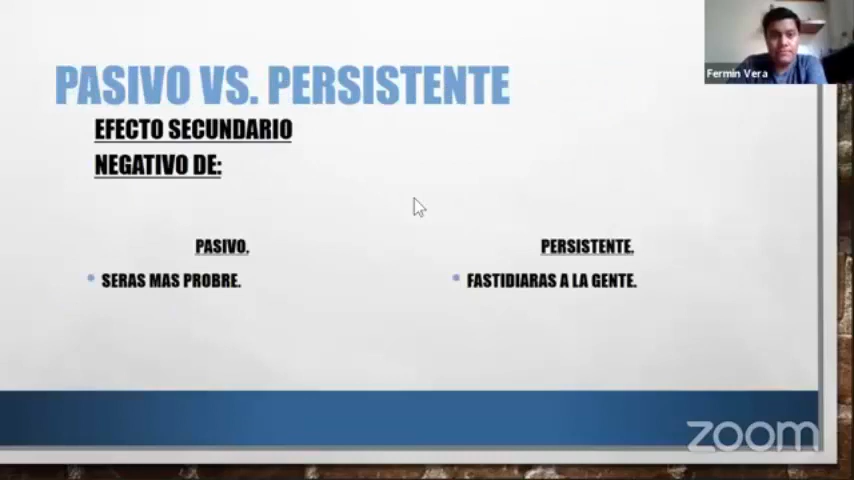 Fermin Vera
PASIVO VS. PERSISTENTE
EFECTO SECUNDARIO
NEGATIVO DE:
PASIVO.
SERAS MAS PROBRE.
PERSISTENTE.
FASTIDIARAS A LA GENTE.
zoom